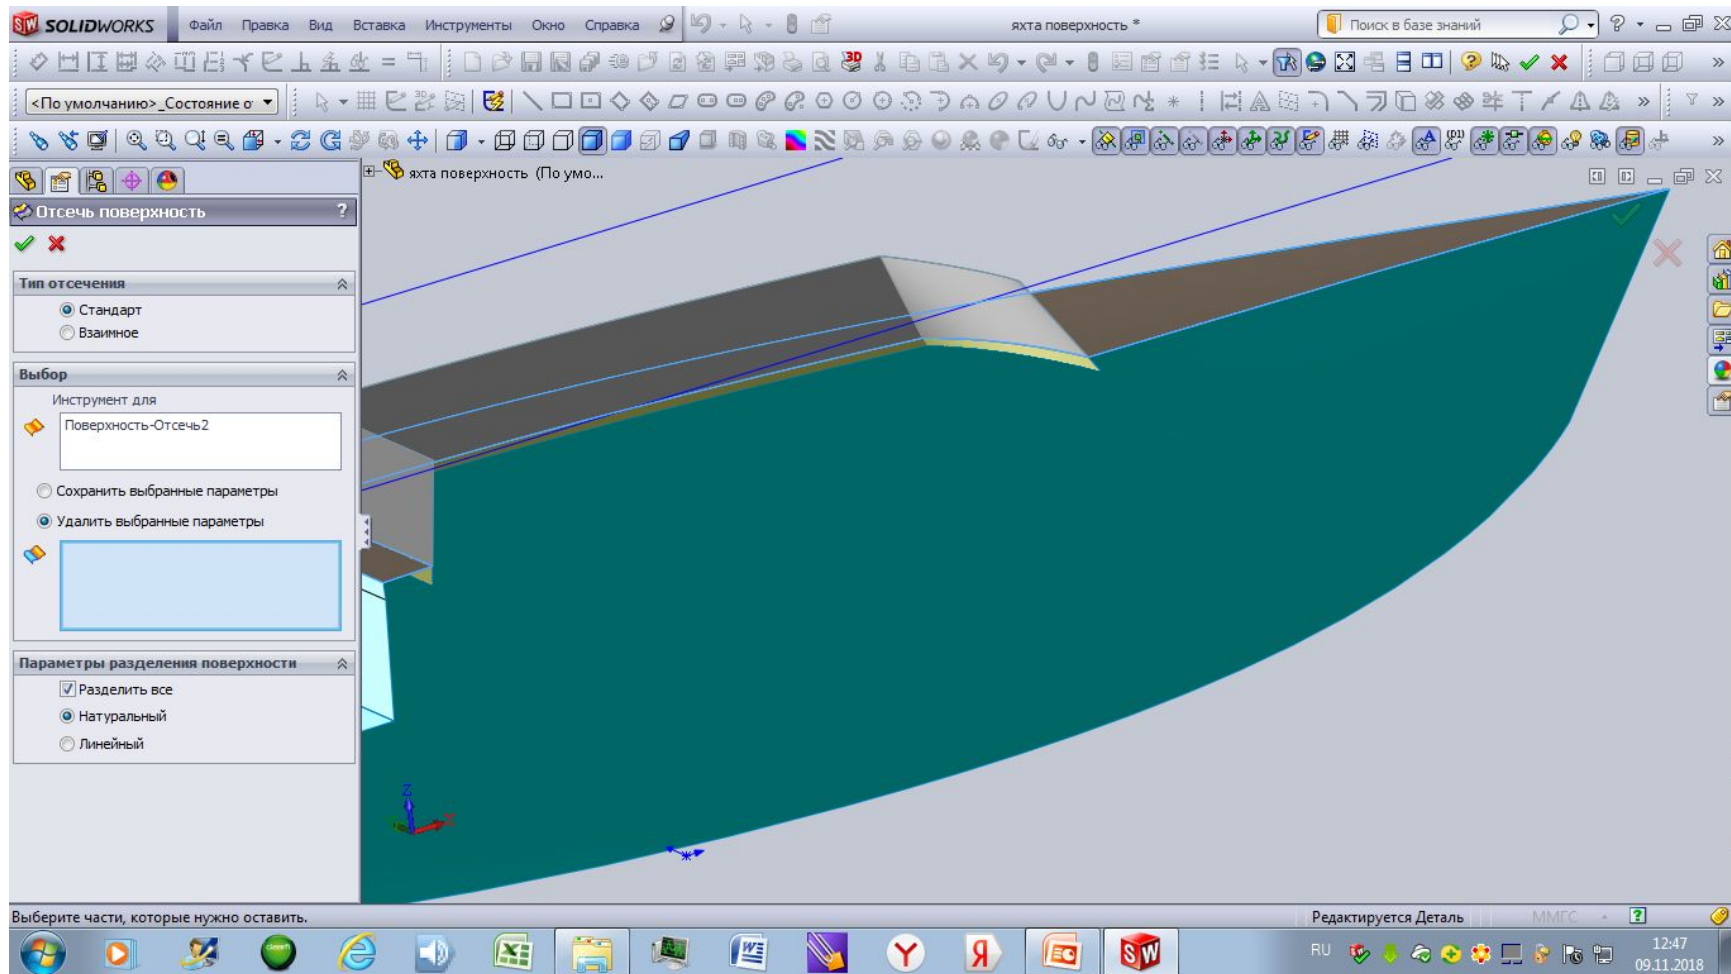 SOLIDWORKS Файл Правка Вид Вставка Инструменты Окно Справка яхта поверхность * Поиск в базе знаний ?
3D
<По умолчанию>_Состояние о
яхта поверхность (По умо...
Отсечь поверхность ?
Тип отсечения
Стандарт
Взаимное
Выбор
Инструмент для
Поверхность-Отсечь2
Сохранить выбранные параметры
Удалить выбранные параметры
Параметры разделения поверхности
Разделить все
Натуральный
Линейный
Z
Выберите части, которые нужно оставить. Редактируется Деталь ММГС
RU 12:47
09.11.2018